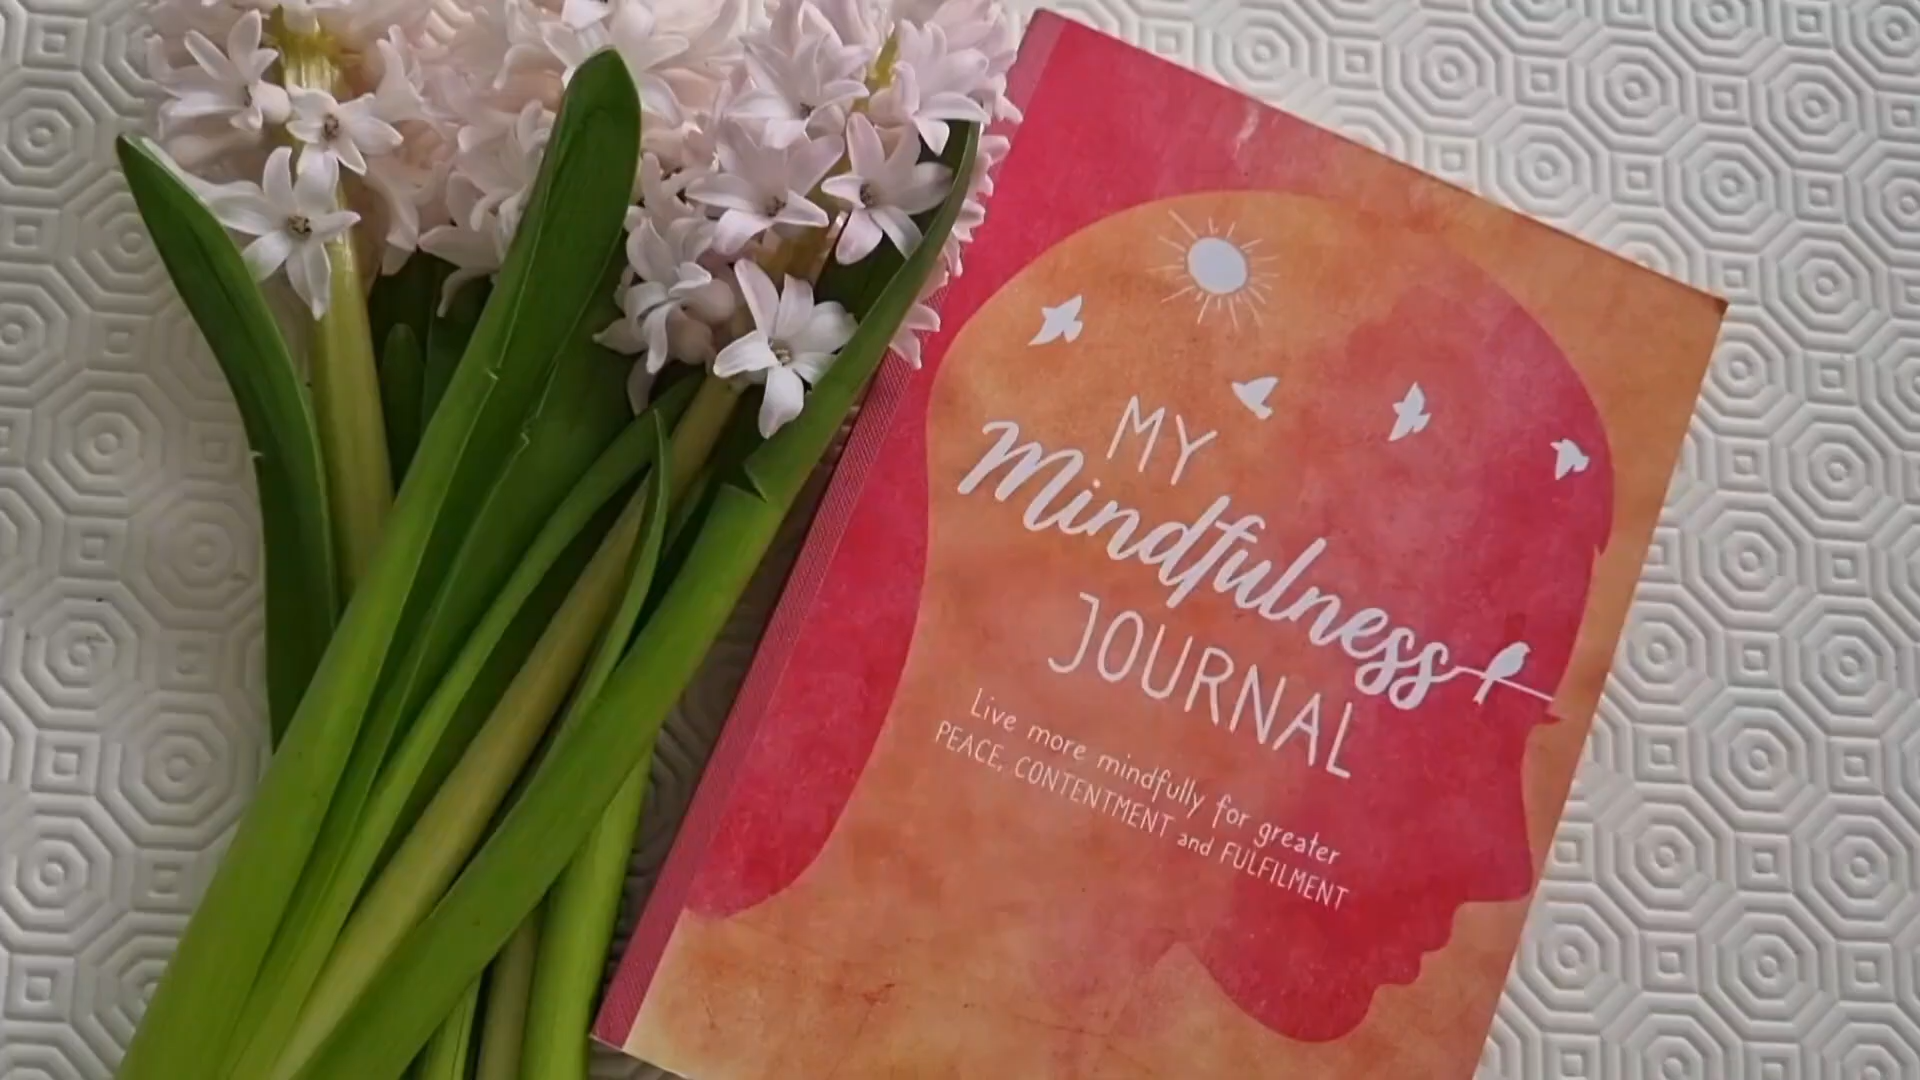 MY
Mindfulness
JOURNAL
Live more mindfully for greater
PEACE, CONTENTMENT and FULFILMENT